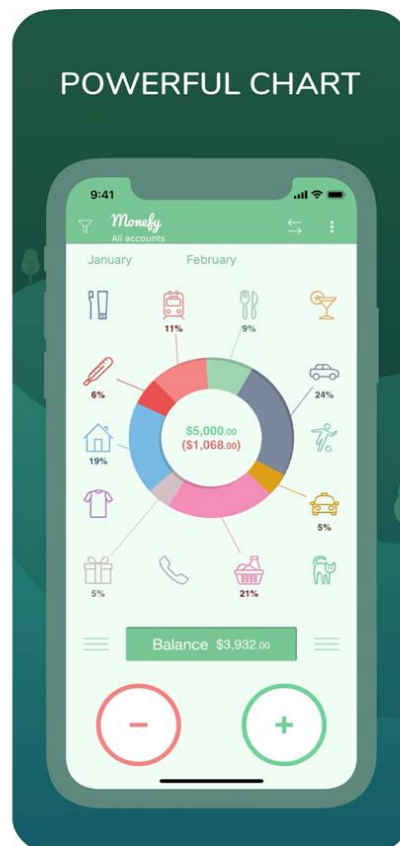 POWERFUL CHART
9:41
Monefy
All accounts
January February
11% 9%
6% 24%
$5,000.00
($1,068.00)
19%
5%
5% 21%
Balance $3,932.00